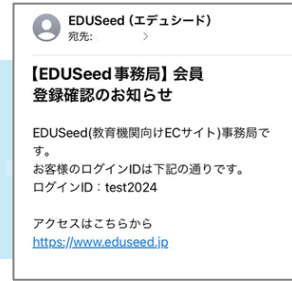 EDUSeed (エデュシード)
宛先:
【EDUSeed事務局】会員
登録確認のお知らせ
EDUSeed(教育機関向けECサイト)事務局で
す。
お客様のログインIDは下記の通りです。
ログインID：test2024
アクセスはこちらから
https://www.eduseed.jp